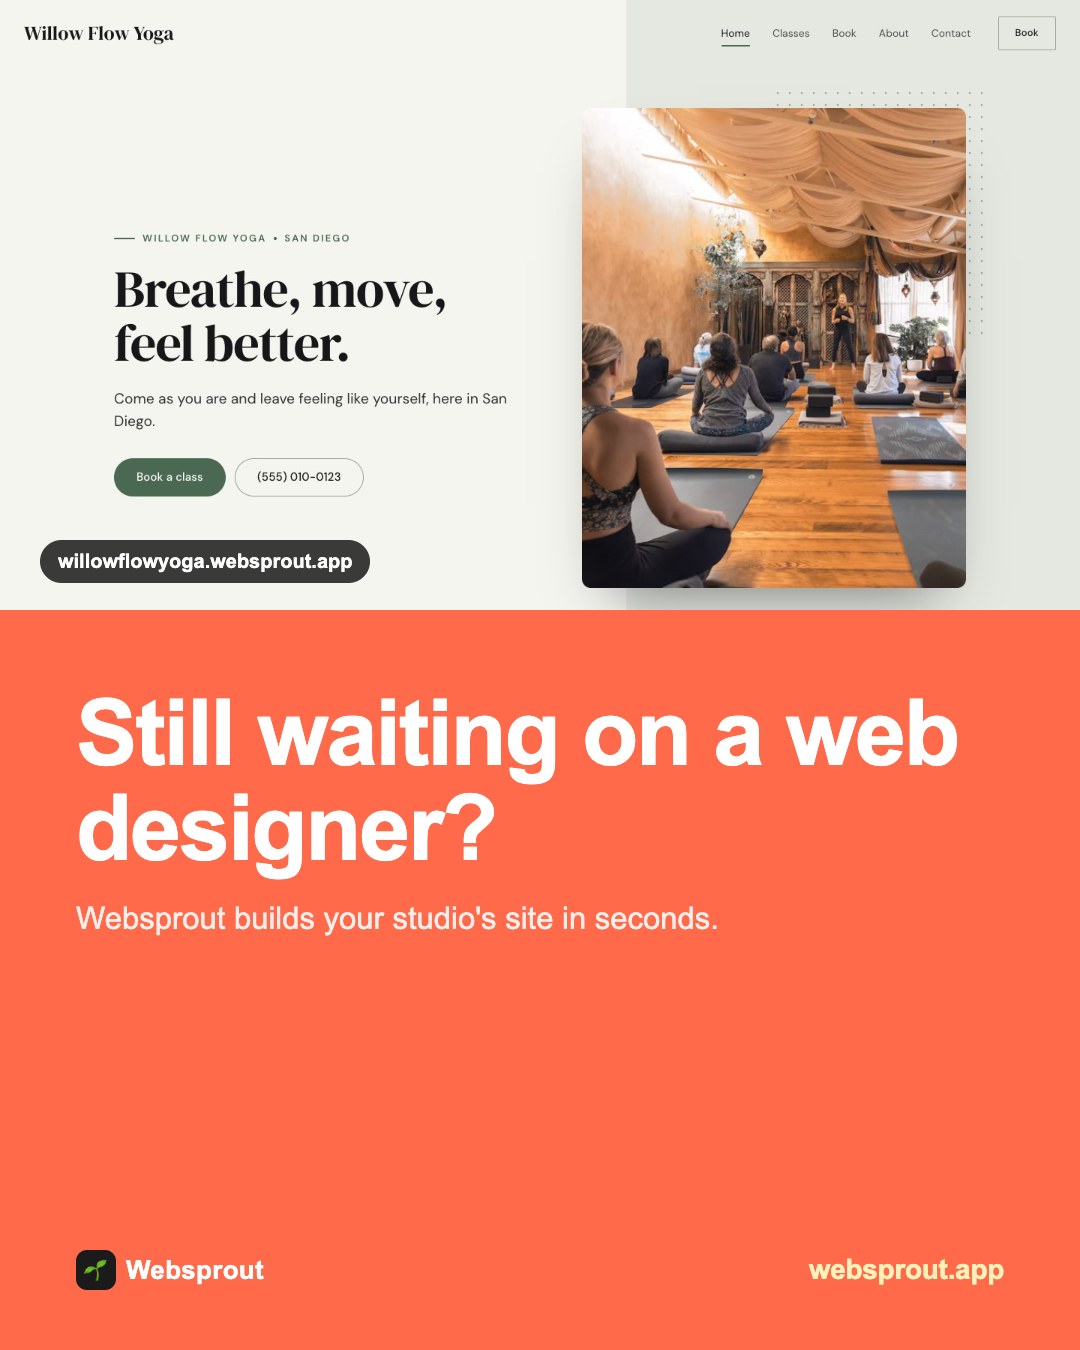 Willow Flow Yoga
Home Classes Book About Contact Book
WILLOW FLOW YOGA • SAN DIEGO
Breathe, move,
feel better.
Come as you are and leave feeling like yourself, here in San
Diego.
Book a class (555) 010-0123
willowflowyoga.websprout.app
Still waiting on a web
designer?
Websprout builds your studio's site in seconds.
Websprout websprout.app